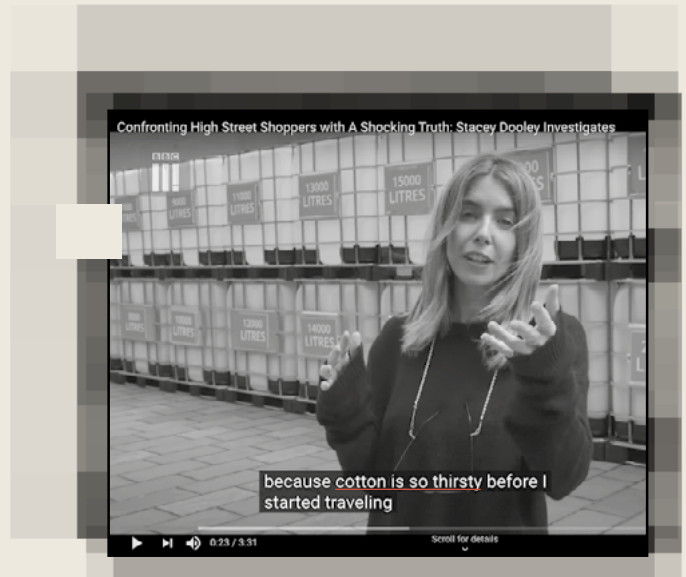 Confronting High Street Shoppers with A Shocking Truth: Stacey Dooley Investigates
BBC
11000
LITRES
13000
LITRES
15000
LITRES
LITRES
12000
LITRES
14000
LITRES
because cotton is so thirsty before I
started traveling
0:23 / 3:31
Scroll for details